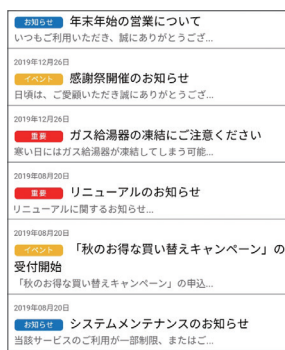 お知らせ 年末年始の営業について
いつもご利用いただき、誠にありがとうござ...
2019年12月26日
イベント 感謝祭開催のお知らせ
日頃は、ご愛顧いただき誠にありがとうござ...
2019年12月26日
重要 ガス給湯器の凍結にご注意ください
寒い日にはガス給湯器が凍結してしまう可能...
2019年08月20日
重要 リニューアルのお知らせ
リニューアルに関するお知らせ...
2019年08月20日
イベント 「秋のお得な買い替えキャンペーン」の
受付開始
「秋のお得な買い替えキャンペーン」の申込...
2019年08月20日
お知らせ システムメンテナンスのお知らせ
当該サービスのご利用が一部制限、またはご...